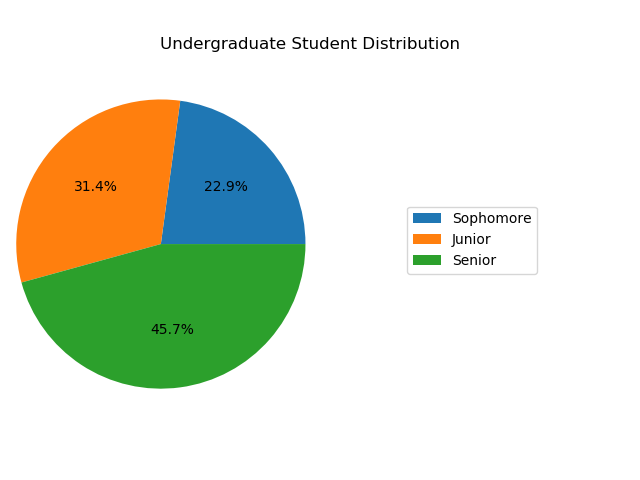 Undergraduate Student Distribution
31.4%
22.9%
45.7%
Sophomore
Junior
Senior